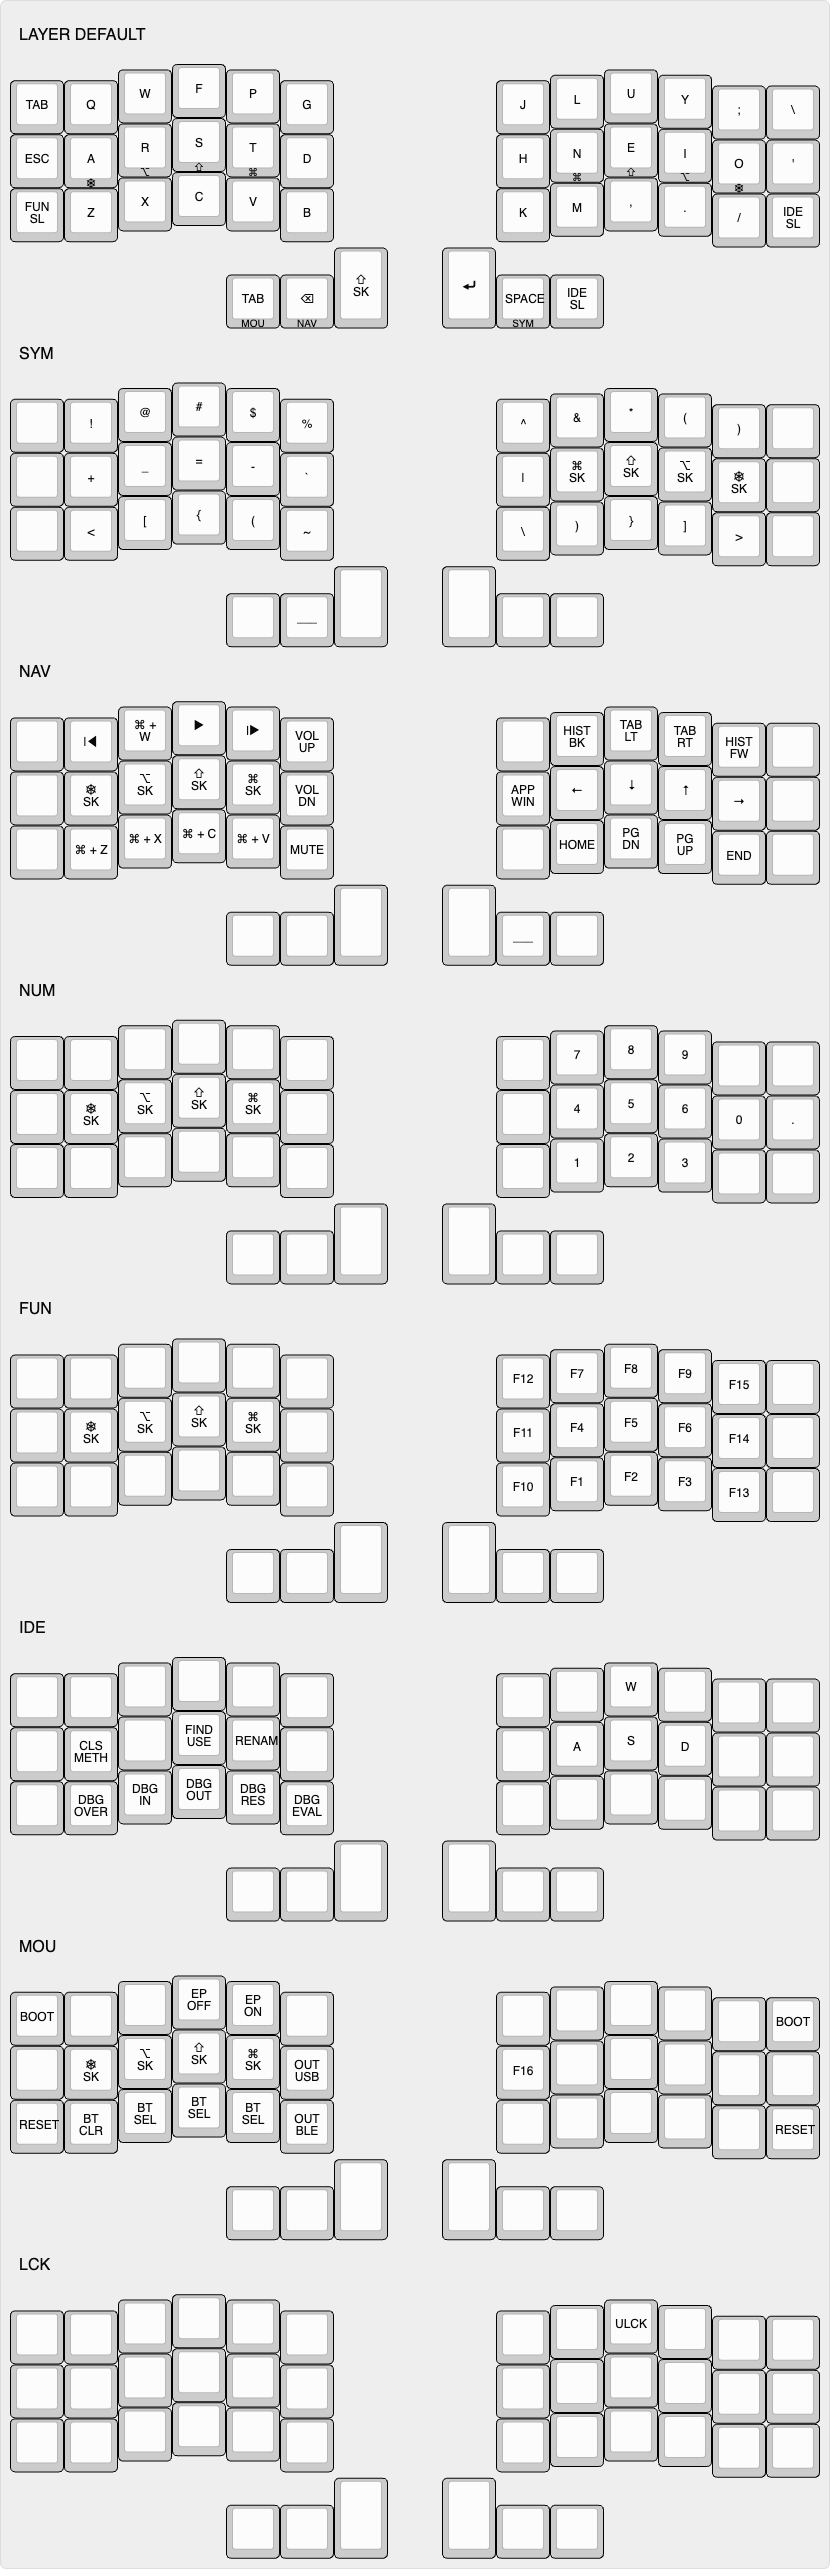 LAYER DEFAULT
TAB Q W F P G J L U Y ; \
ESC A ❄ R ⌥ S ⇧ T ⌘ D H N ⌘ E ⇧ I ⌥ O ❄ '
FUN SL Z X C V B K M , . / IDE SL
TAB MOU ⌫ NAV ⇧ SK ↵ SPACE SYM IDE SL
SYM
! @ # $ % ^ & * ( )
+ _ = - ` | ⌘ SK ⇧ SK ⌥ SK ❄ SK
< [ { ( ~ \ ) } ] >
___
NAV
I◀ ⌘ + W ▶ I▶ VOL UP HIST BK TAB LT TAB RT HIST FW
❄ SK ⌥ SK ⇧ SK ⌘ SK VOL DN APP WIN ← ↓ ↑ →
⌘ + Z ⌘ + X ⌘ + C ⌘ + V MUTE HOME PG DN PG UP END
___
NUM
7 8 9
❄ SK ⌥ SK ⇧ SK ⌘ SK 4 5 6 0 .
1 2 3
FUN
F12 F7 F8 F9 F15
❄ SK ⌥ SK ⇧ SK ⌘ SK F11 F4 F5 F6 F14
F10 F1 F2 F3 F13
IDE
W
CLS METH FIND USE RENAM A S D
DBG OVER DBG IN DBG OUT DBG RES DBG EVAL
MOU
BOOT EP OFF EP ON BOOT
❄ SK ⌥ SK ⇧ SK ⌘ SK OUT USB F16
RESET BT CLR BT SEL BT SEL BT SEL OUT BLE RESET
LCK
ULCK